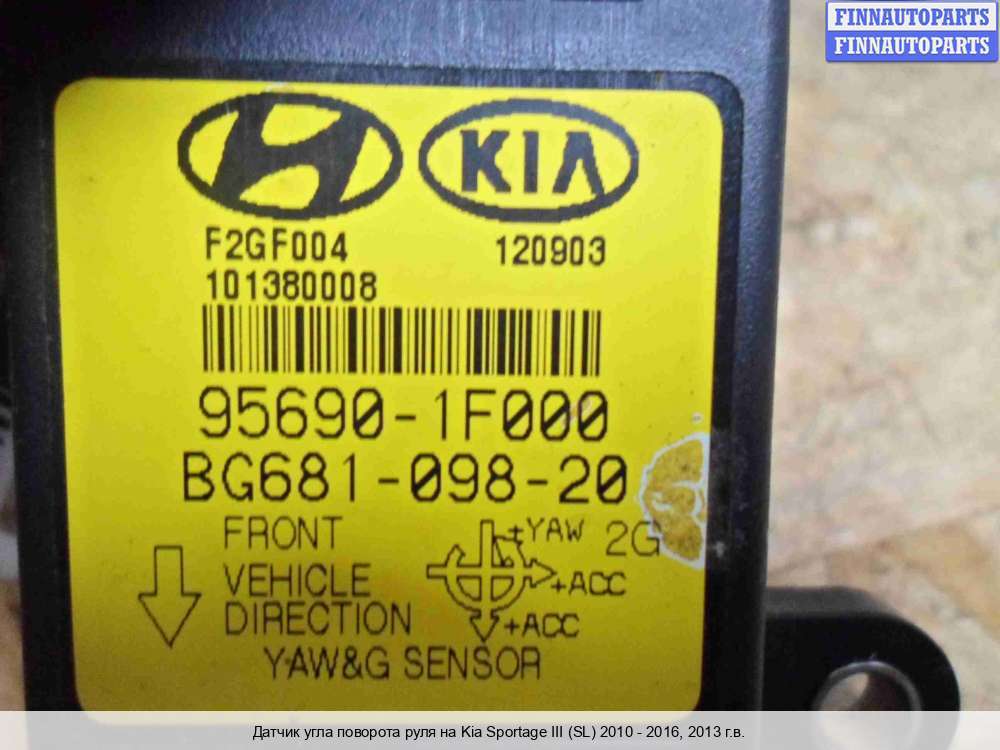 FINNAUTOPARTS
FINNAUTOPARTS
KIA
F2GF004 120903
101380008
95690-1F000
BG681-098-20
FRONT
VEHICLE
DIRECTION
+YAW 2G
+ACC
+ACC
YAW&G SENSOR
Датчик угла поворота руля на Kia Sportage III (SL) 2010 - 2016, 2013 г.в.